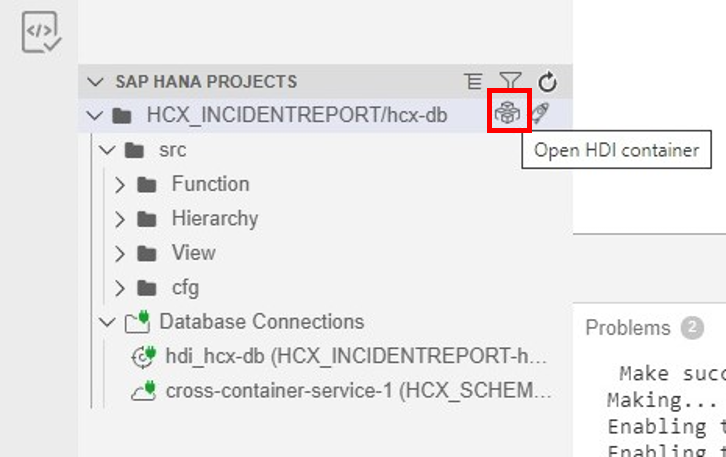 </>
SAP HANA PROJECTS
HCX_INCIDENTREPORT/hcx-db
Open HDI container
src
Function
Hierarchy
View
cfg
Database Connections
hdi_hcx-db (HCX_INCIDENTREPORT-h...
cross-container-service-1 (HCX_SCHEM...
Problems 2
Make succ
Making...
Enabling t
Enabling t